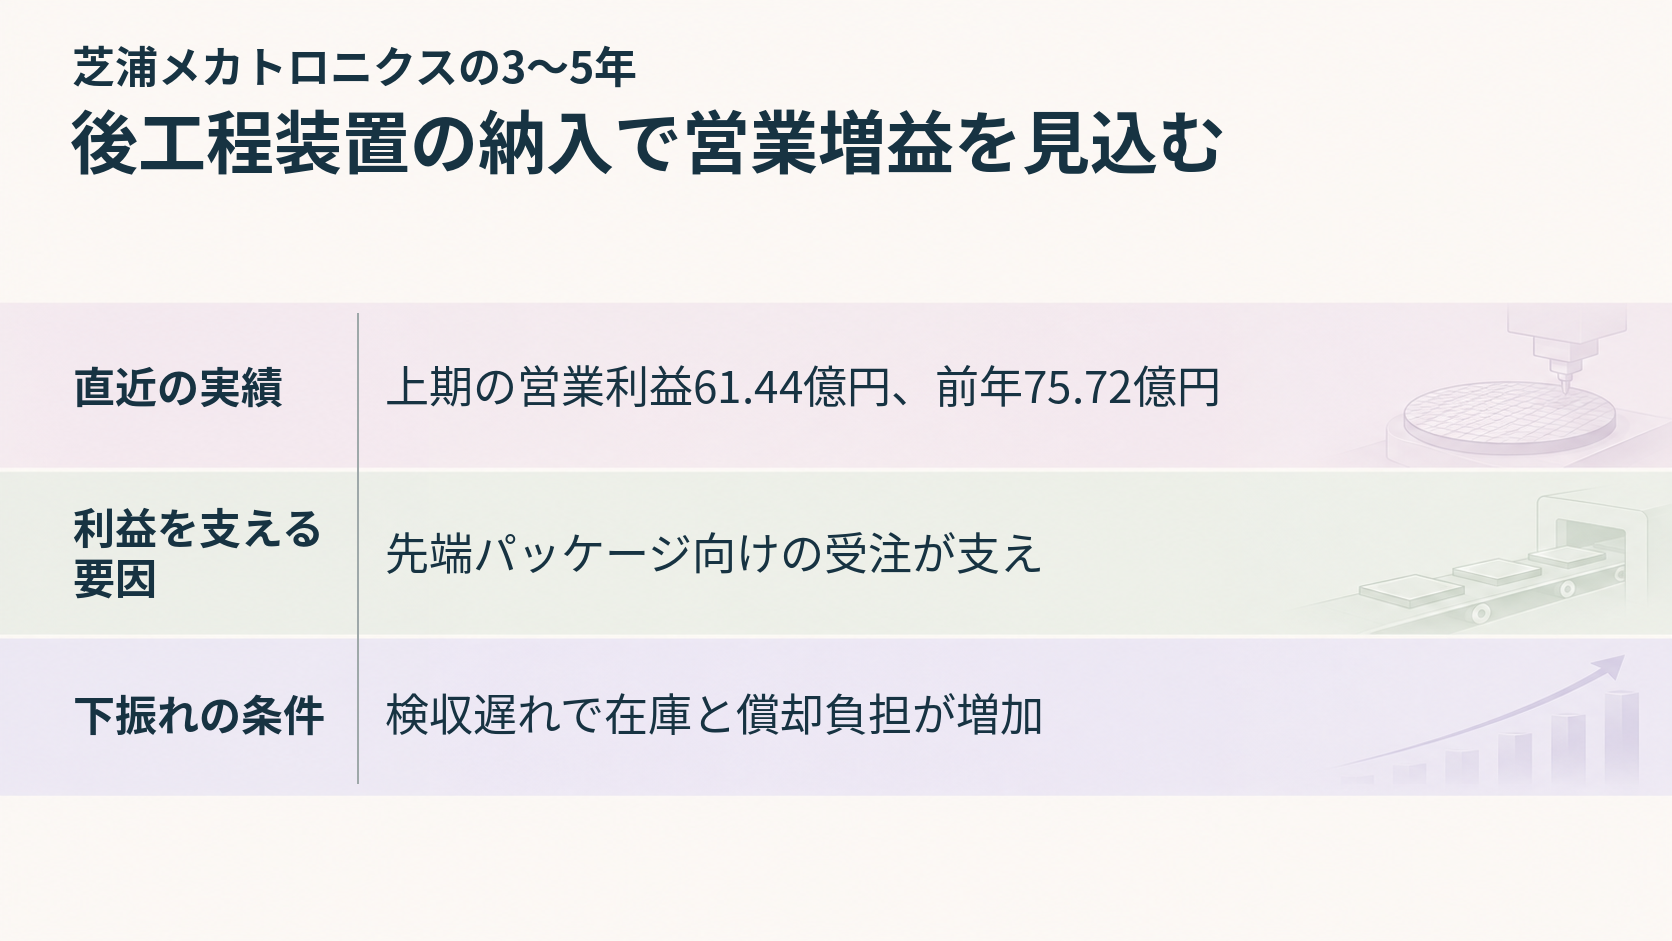 芝浦メカトロニクスの3〜5年
後工程装置の納入で営業増益を見込む
直近の実績
上期の営業利益61.44億円、前年75.72億円
利益を支える
要因
先端パッケージ向けの受注が支え
下振れの条件
検収遅れで在庫と償却負担が増加